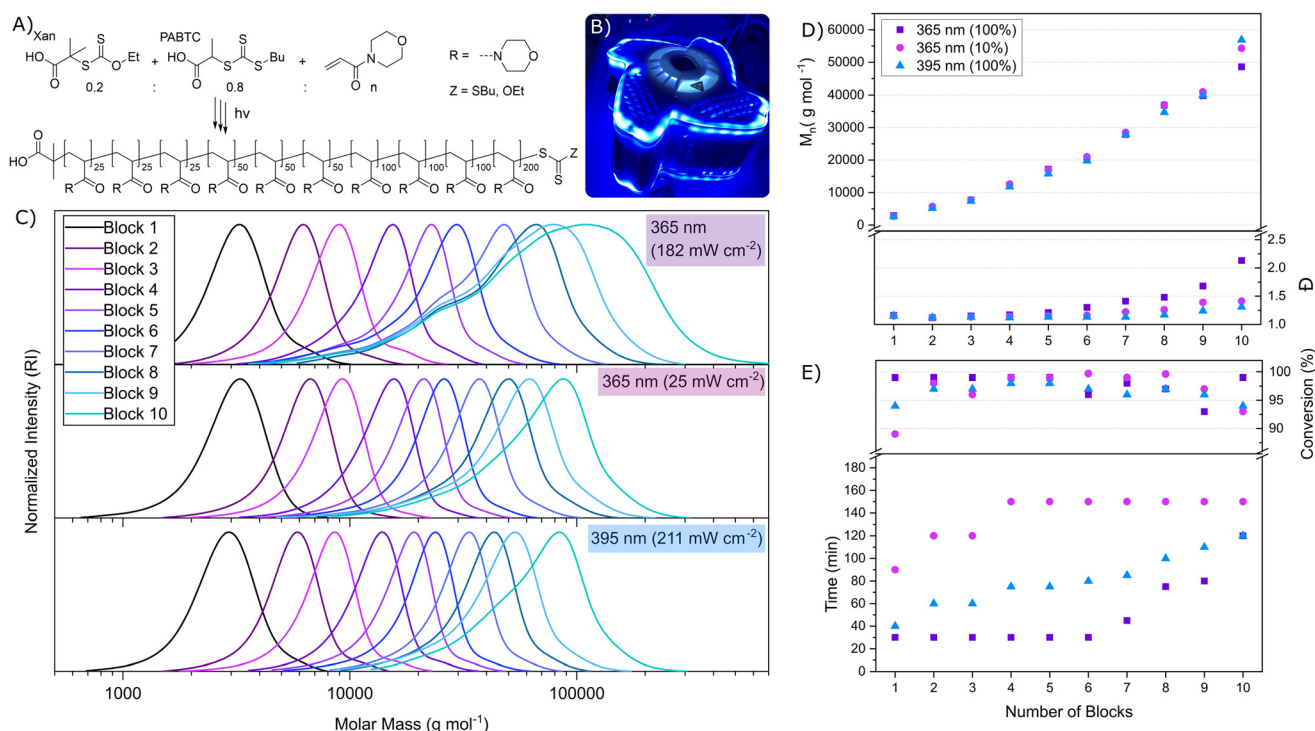 A)
Xan
PABTC
HO
O
S
S
O
Et
0.2
+
:
HO
O
S
S
S
Bu
0.8
+
:
O
N
O
n
R =
N
O
Z = SBu, OEt
hν
HO
O
25
25
25
50
50
50
100
100
100
200
S
Z
S
R O R O R O R O R O R O R O R O R O R O
B)
C)
Block 1
Block 2
Block 3
Block 4
Block 5
Block 6
Block 7
Block 8
Block 9
Block 10
365 nm
(182 mW cm⁻²)
365 nm (25 mW cm⁻²)
395 nm (211 mW cm⁻²)
Normalized Intensity (RI)
1000 10000 100000
Molar Mass (g mol⁻¹)
D)
365 nm (100%)
365 nm (10%)
395 nm (100%)
Mn( g mol ⁻¹)
60000
50000
40000
30000
20000
10000
0
2.5
2.0
1.5
1.0
Đ
1 2 3 4 5 6 7 8 9 10
E)
100
95
90
Conversion (%)
180
160
140
120
100
80
60
40
20
0
Time (min)
1 2 3 4 5 6 7 8 9 10
Number of Blocks